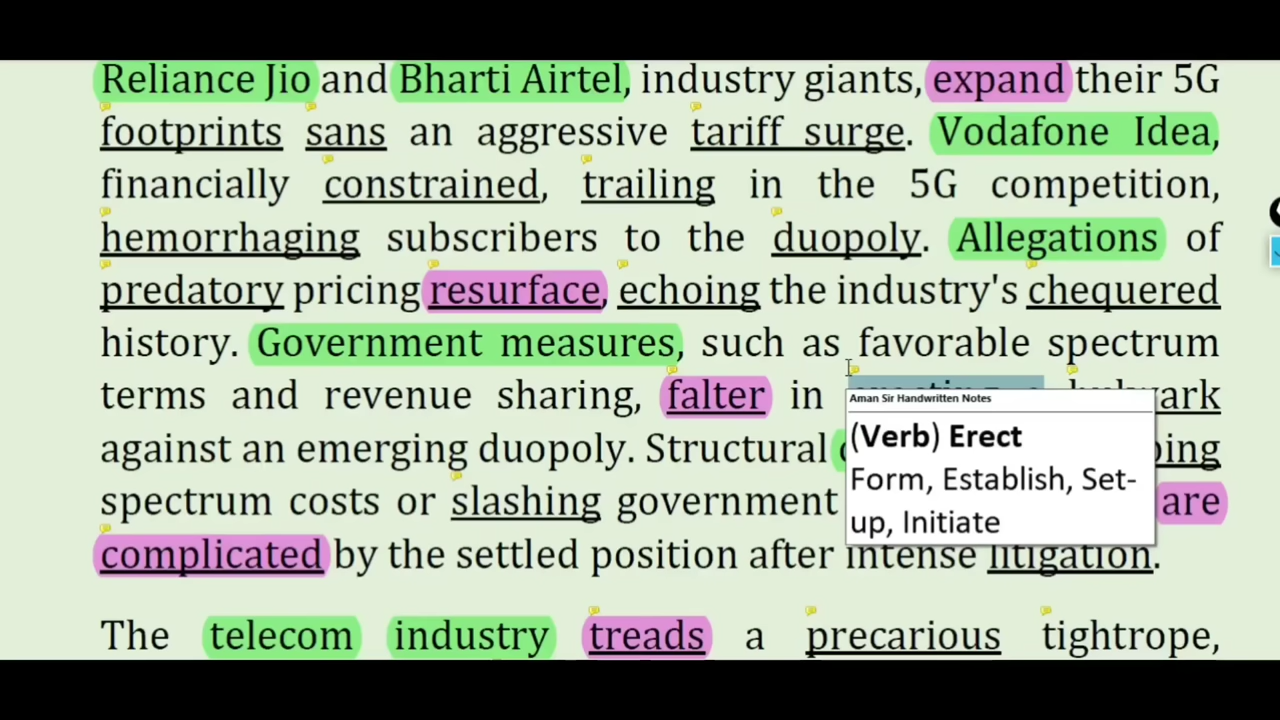 Reliance Jio and Bharti Airtel, industry giants, expand their 5G
footprints sans an aggressive tariff surge. Vodafone Idea,
financially constrained, trailing in the 5G competition,
hemorrhaging subscribers to the duopoly. Allegations of
predatory pricing resurface, echoing the industry's chequered
history. Government measures, such as favorable spectrum
terms and revenue sharing, falter in
against an emerging duopoly. Structural
spectrum costs or slashing government are
complicated by the settled position after intense litigation.
The telecom industry treads a precarious tightrope,
Aman Sir Handwritten Notes
(Verb) Erect
Form, Establish, Set-
up, Initiate